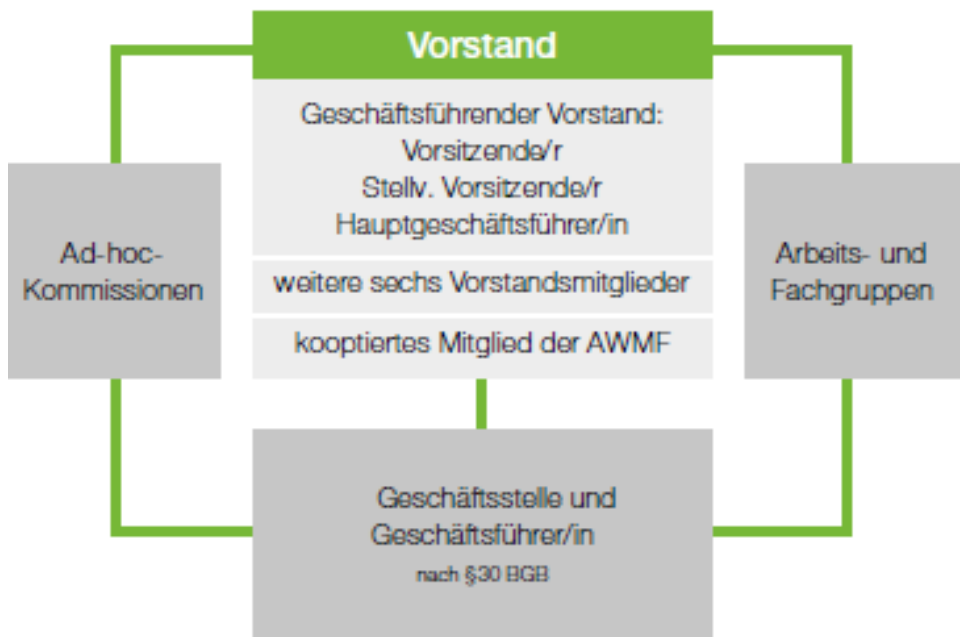 Vorstand
Geschäftsführender Vorstand:
Vorsitzende/r
Stellv. Vorsitzende/r
Hauptgeschäftsführer/in
weitere sechs Vorstandsmitglieder
kooptiertes Mitglied der AWMF
Ad-hoc-
Kommissionen
Arbeits- und
Fachgruppen
Geschäftsstelle und
Geschäftsführer/in
nach §30 BGB